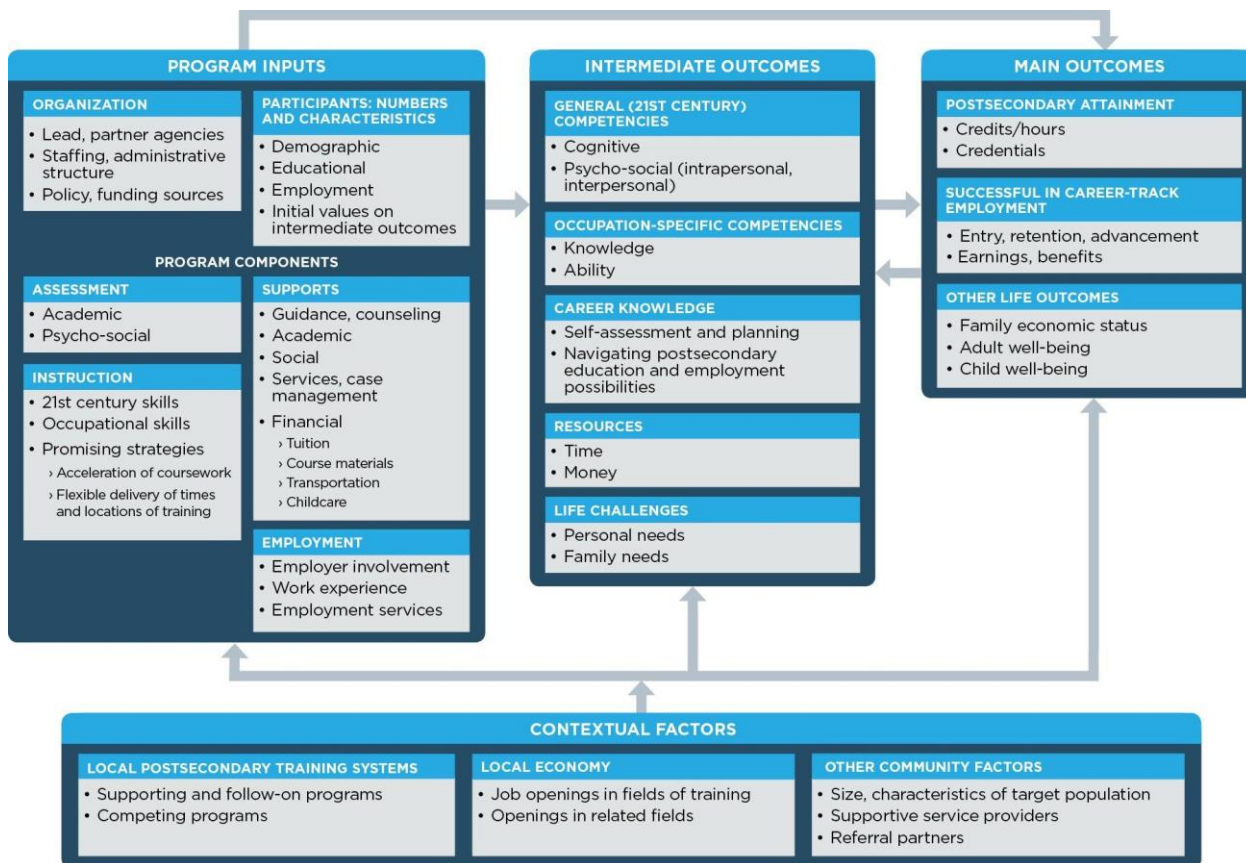 PROGRAM INPUTS
ORGANIZATION
• Lead, partner agencies
• Staffing, administrative
structure
• Policy, funding sources
PARTICIPANTS: NUMBERS
AND CHARACTERISTICS
• Demographic
• Educational
• Employment
• Initial values on
intermediate outcomes
PROGRAM COMPONENTS
ASSESSMENT
• Academic
• Psycho-social
INSTRUCTION
• 21st century skills
• Occupational skills
• Promising strategies
› Acceleration of coursework
› Flexible delivery of times
and locations of training
SUPPORTS
• Guidance, counseling
• Academic
• Social
• Services, case
management
• Financial
› Tuition
› Course materials
› Transportation
› Childcare
EMPLOYMENT
• Employer involvement
• Work experience
• Employment services
INTERMEDIATE OUTCOMES
GENERAL (21ST CENTURY)
COMPETENCIES
• Cognitive
• Psycho-social (intrapersonal,
interpersonal)
OCCUPATION-SPECIFIC COMPETENCIES
• Knowledge
• Ability
CAREER KNOWLEDGE
• Self-assessment and planning
• Navigating postsecondary
education and employment
possibilities
RESOURCES
• Time
• Money
LIFE CHALLENGES
• Personal needs
• Family needs
MAIN OUTCOMES
POSTSECONDARY ATTAINMENT
• Credits/hours
• Credentials
SUCCESSFUL IN CAREER-TRACK
EMPLOYMENT
• Entry, retention, advancement
• Earnings, benefits
OTHER LIFE OUTCOMES
• Family economic status
• Adult well-being
• Child well-being
CONTEXTUAL FACTORS
LOCAL POSTSECONDARY TRAINING SYSTEMS
• Supporting and follow-on programs
• Competing programs
LOCAL ECONOMY
• Job openings in fields of training
• Openings in related fields
OTHER COMMUNITY FACTORS
• Size, characteristics of target population
• Supportive service providers
• Referral partners